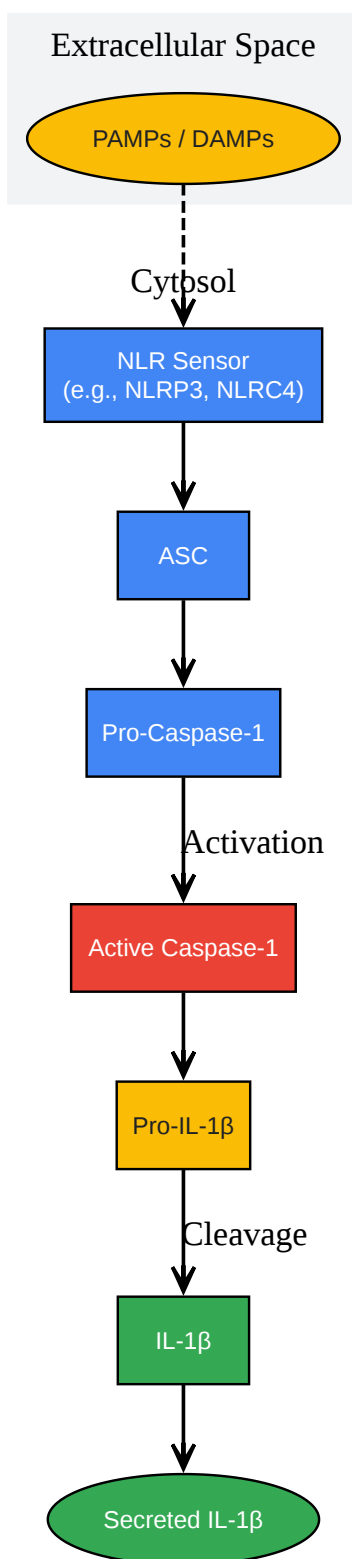 Extracellular Space
PAMPs / DAMPs
Cytosol
NLR Sensor
(e.g., NLRP3, NLRC4)
ASC
Pro-Caspase-1
Activation
Active Caspase-1
Pro-IL-1β
Cleavage
IL-1β
Secreted IL-1β